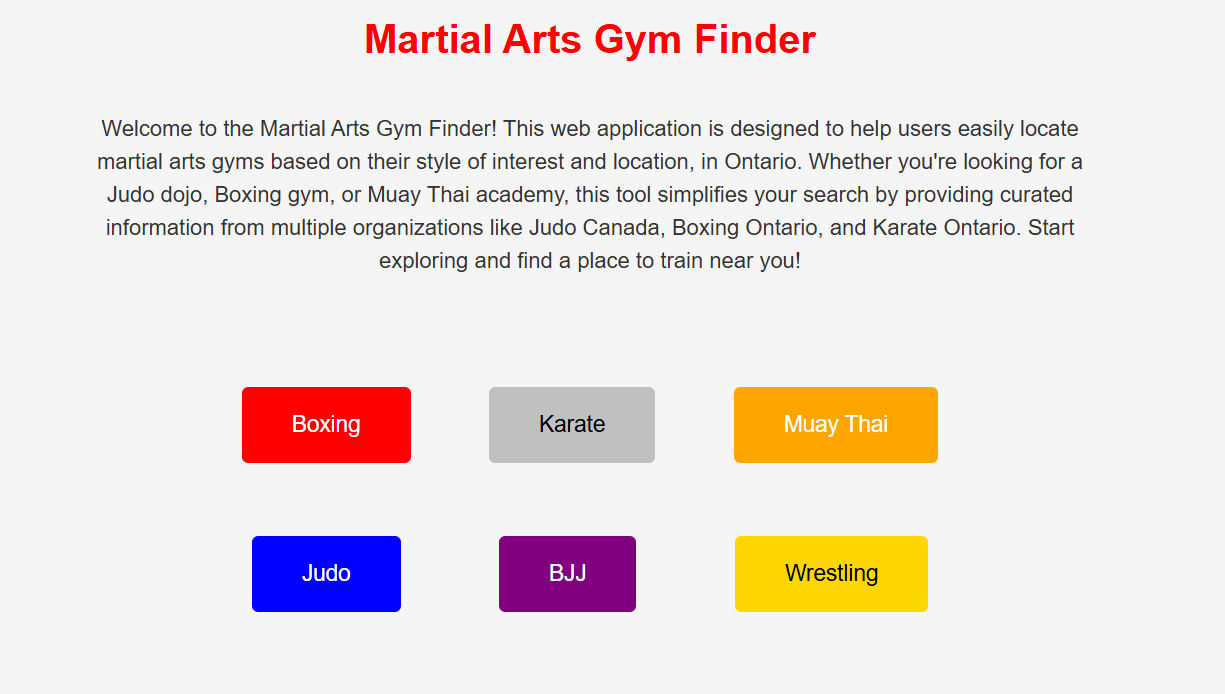 Martial Arts Gym Finder
Welcome to the Martial Arts Gym Finder! This web application is designed to help users easily locate
martial arts gyms based on their style of interest and location, in Ontario. Whether you're looking for a
Judo dojo, Boxing gym, or Muay Thai academy, this tool simplifies your search by providing curated
information from multiple organizations like Judo Canada, Boxing Ontario, and Karate Ontario. Start
exploring and find a place to train near you!
Boxing
Karate
Muay Thai
Judo
BJJ
Wrestling